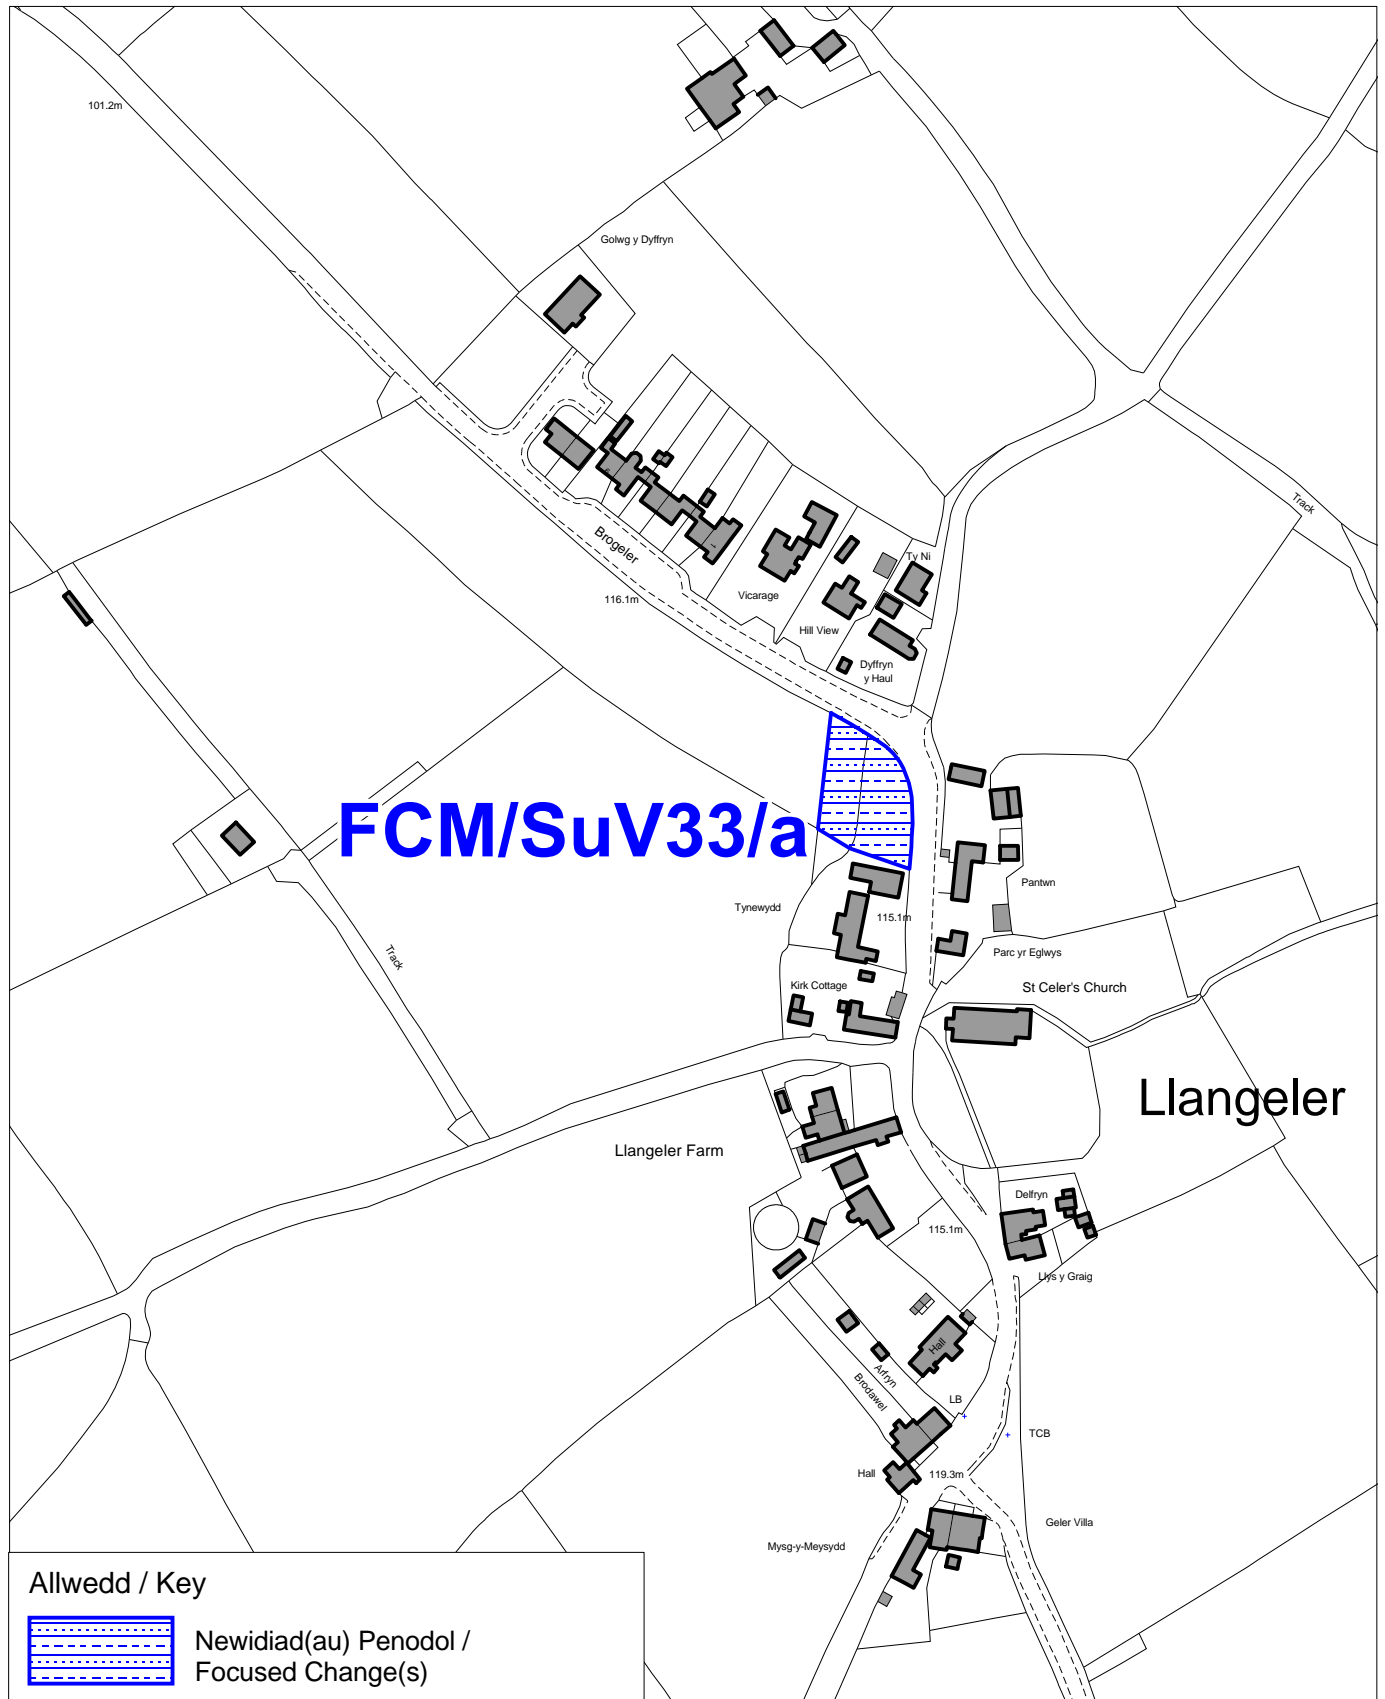 101.2m
Golwg y Dyffryn
Track
Brogeler
Ty Ni
116.1m
Vicarage
Hill View
Dyffryn
y Haul
FCM/SuV33/a
Pantwn
Tynewydd
115.1m
Track
Parc yr Eglwys
Kirk Cottage
St Celer's Church
Llangeler
Llangeler Farm
Delfryn
115.1m
Llys y Graig
Hall
Arfryn
Brodawel
LB
TCB
Hall
119.3m
Geler Villa
Mysg-y-Meysydd
Allwedd / Key
Newidiad(au) Penodol /
Focused Change(s)